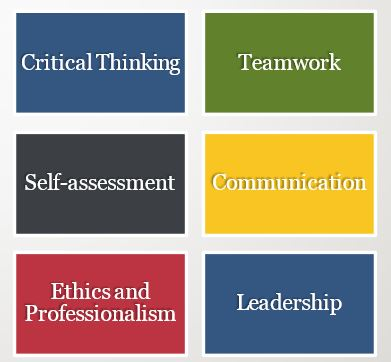 Critical Thinking
Teamwork
Self-assessment
Communication
Ethics and
Professionalism
Leadership